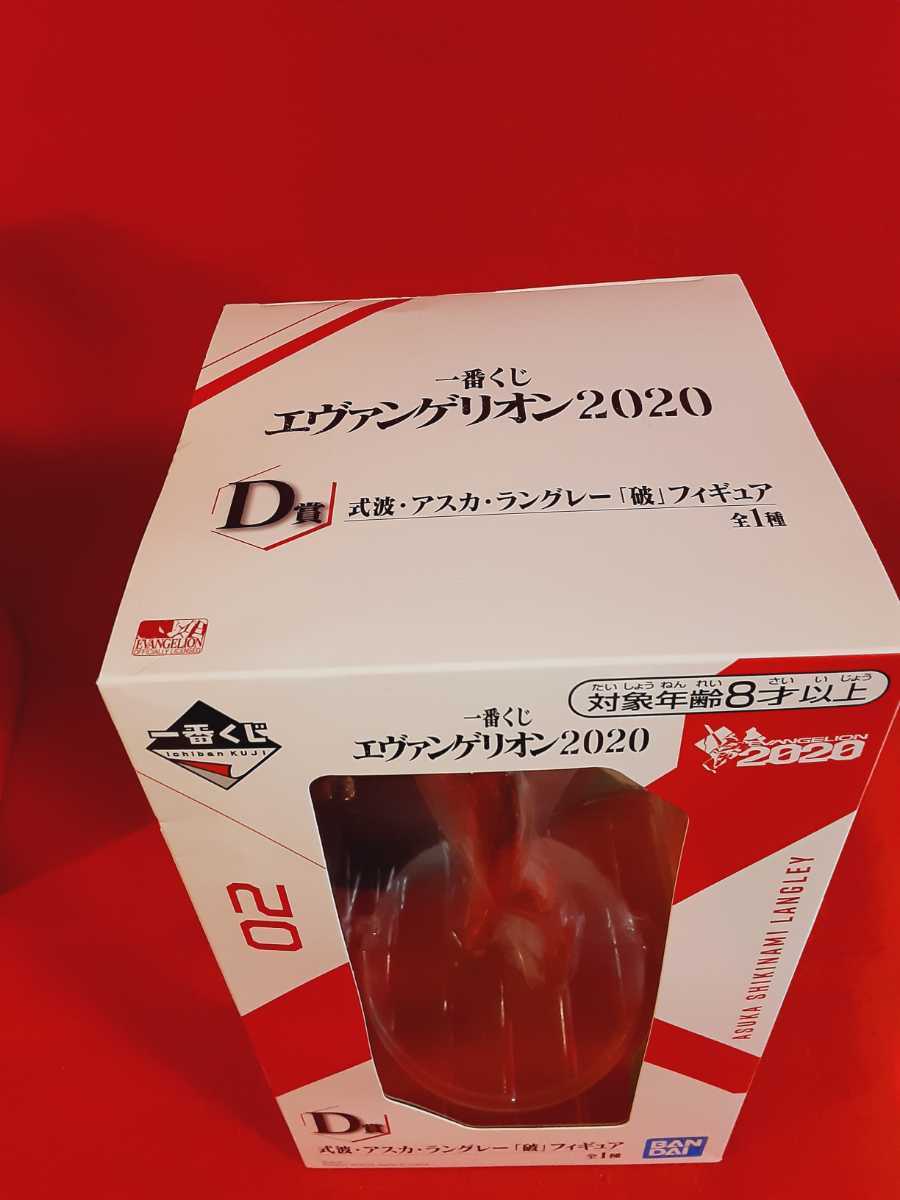 一番くじ
エヴァンゲリオン2020
D賞
式波・アスカ・ラングレー「破」フィギュア
全1種
EVANGELION
OFFICIALLY LICENSED
たいしょうねんれい さいいじょう
対象年齢8才以上
一番くじ
Ichiban KUJI
一番くじ
エヴァンゲリオン2020
EVANGELION
2020
02
ASUKA SHIKINAMI LANGLEY
D賞
式波・アスカ・ラングレー「破」フィギュア
全1種
BAN
DAI